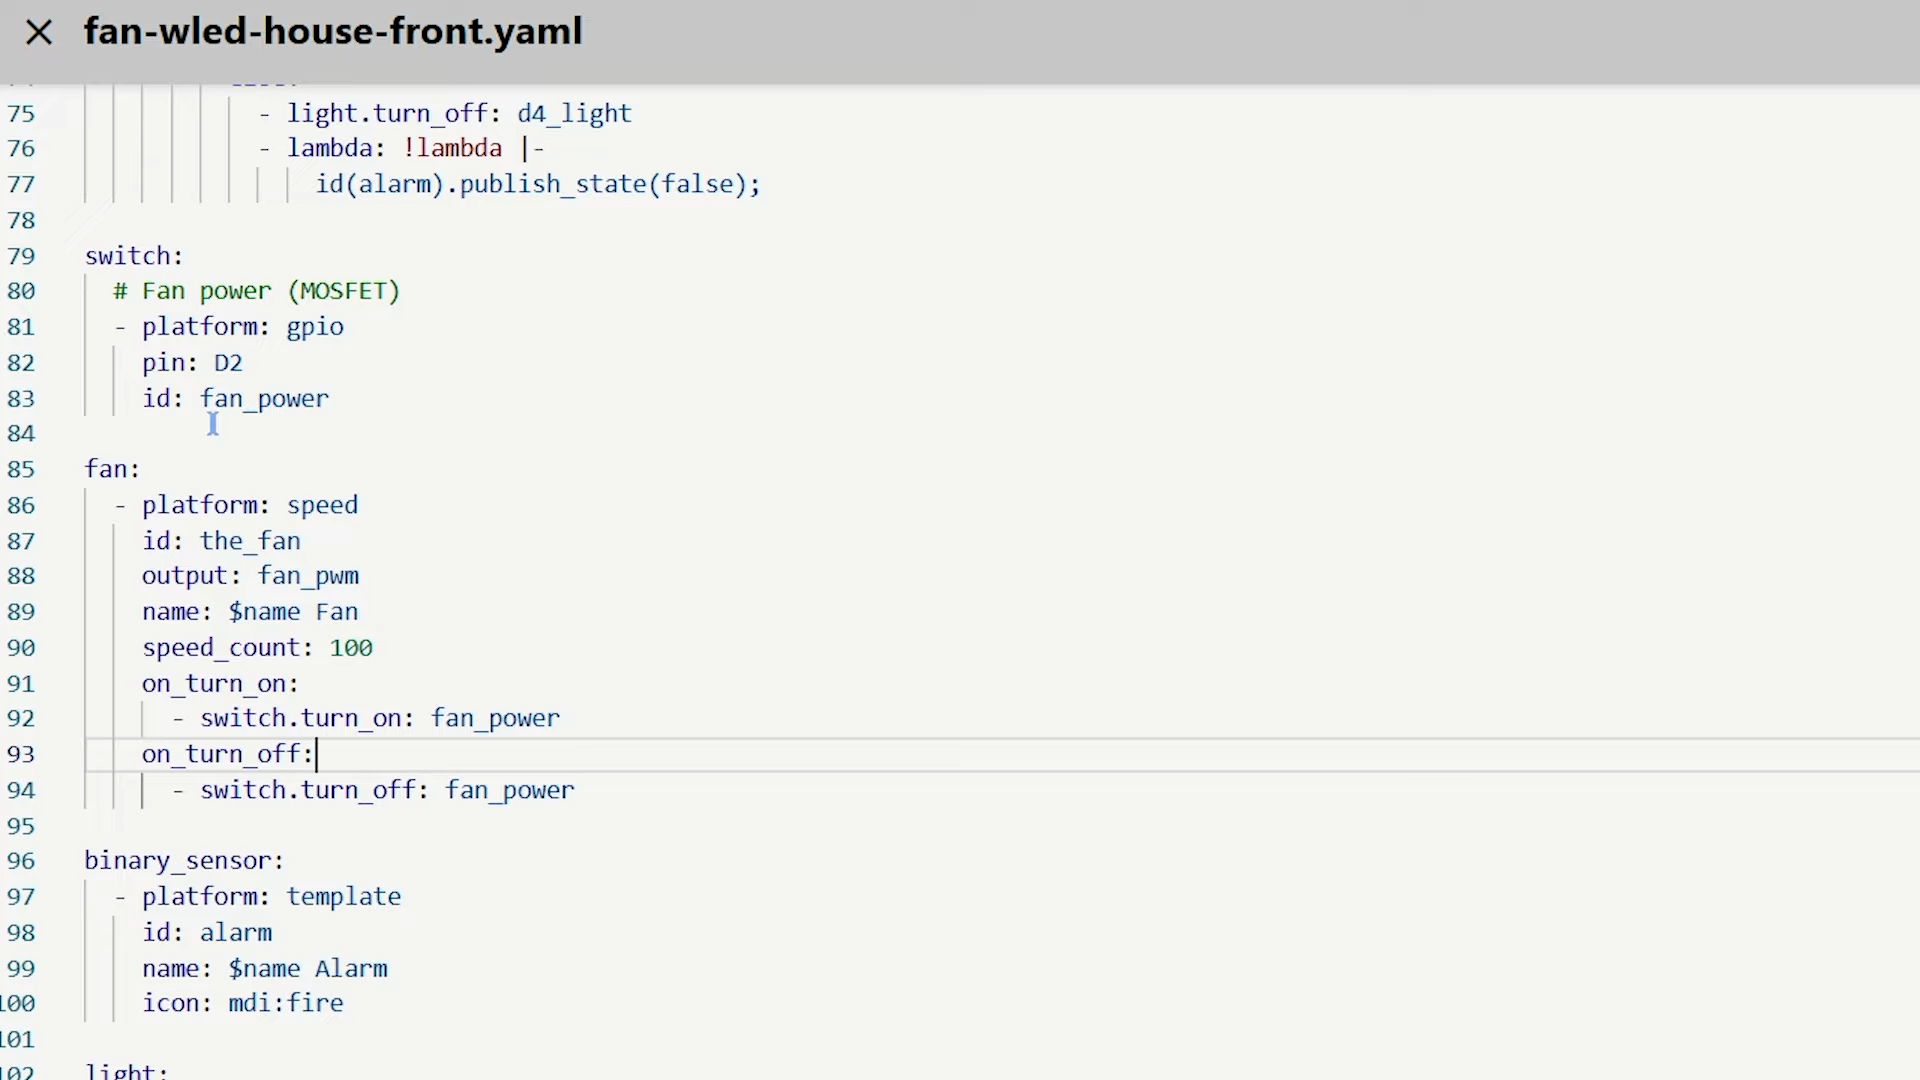 fan-wled-house-front.yaml
75 - light.turn_off: d4_light
76 - lambda: !lambda |-
77 id(alarm).publish_state(false);
78
79 switch:
80 # Fan power (MOSFET)
81 - platform: gpio
82 pin: D2
83 id: fan_power
84
85 fan:
86 - platform: speed
87 id: the_fan
88 output: fan_pwm
89 name: $name Fan
90 speed_count: 100
91 on_turn_on:
92 - switch.turn_on: fan_power
93 on_turn_off:
94 - switch.turn_off: fan_power
95
96 binary_sensor:
97 - platform: template
98 id: alarm
99 name: $name Alarm
100 icon: mdi:fire
101
102 light: